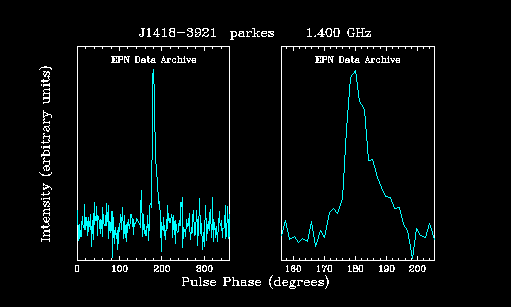 J1418-3921 parkes 1.400 GHz
EPN Data Archive EPN Data Archive
Intensity (arbitrary units)
0 100 200 300 160 170 180 190 200
Pulse Phase (degrees)